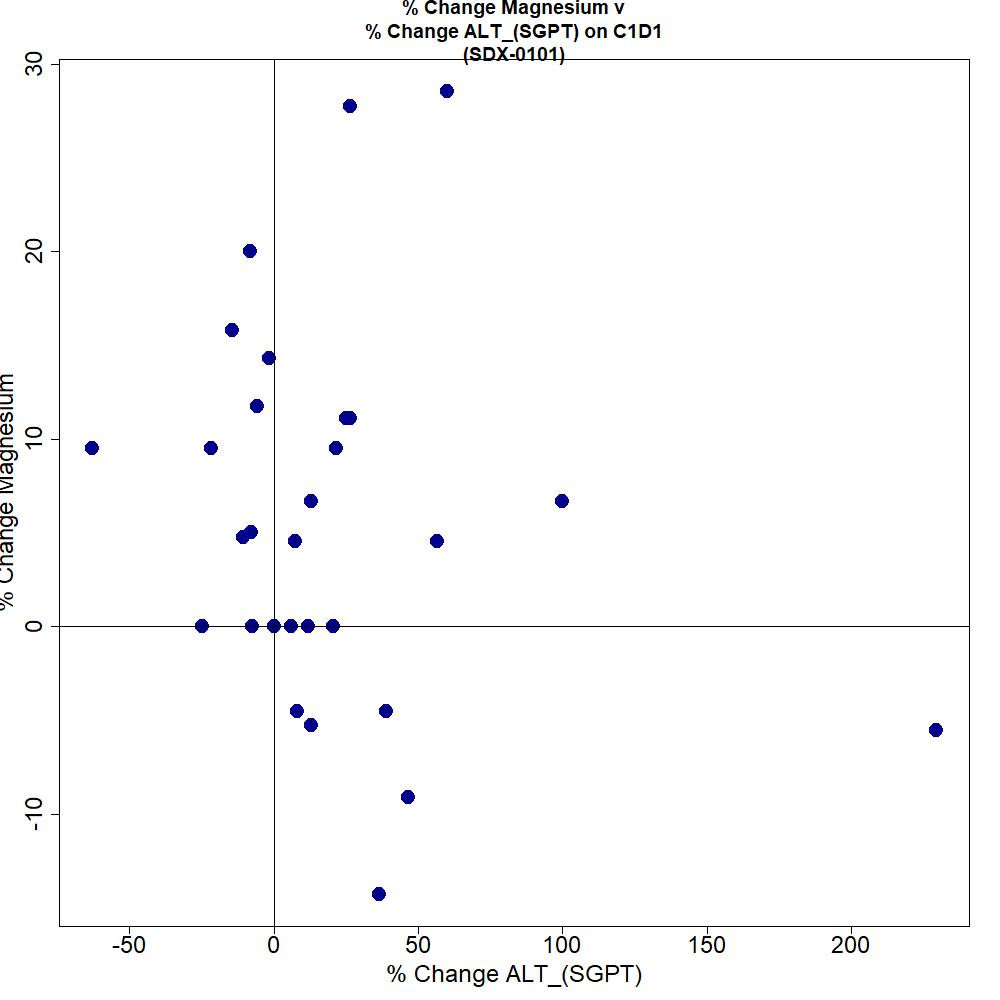 % Change Magnesium v
% Change ALT_(SGPT) on C1D1
(SDX-0101)
30
20
10
0
-10
% Change Magnesium
-50
0
50
100
150
200
% Change ALT_(SGPT)